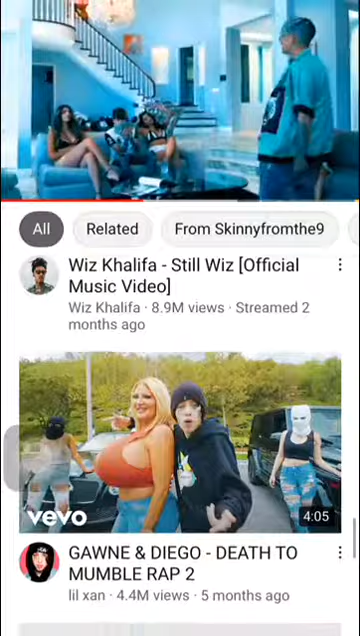 All
Related
From Skinnyfromthe9
Wiz Khalifa - Still Wiz [Official
Music Video]
Wiz Khalifa · 8.9M views · Streamed 2
months ago
vevo
4:05
GAWNE & DIEGO - DEATH TO
MUMBLE RAP 2
lil xan · 4.4M views · 5 months ago